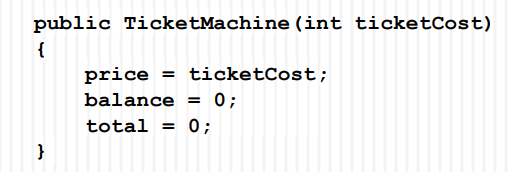 public TicketMachine(int ticketCost)
{
    price = ticketCost;
    balance = 0;
    total = 0;
}